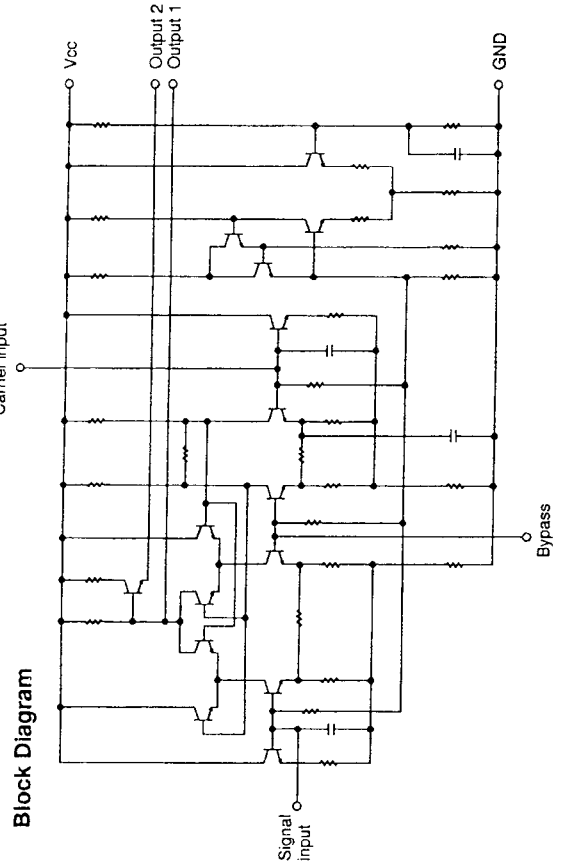 Block Diagram
Carrier input
Vcc
Output 2
Output 1
GND
Bypass
Signal
input